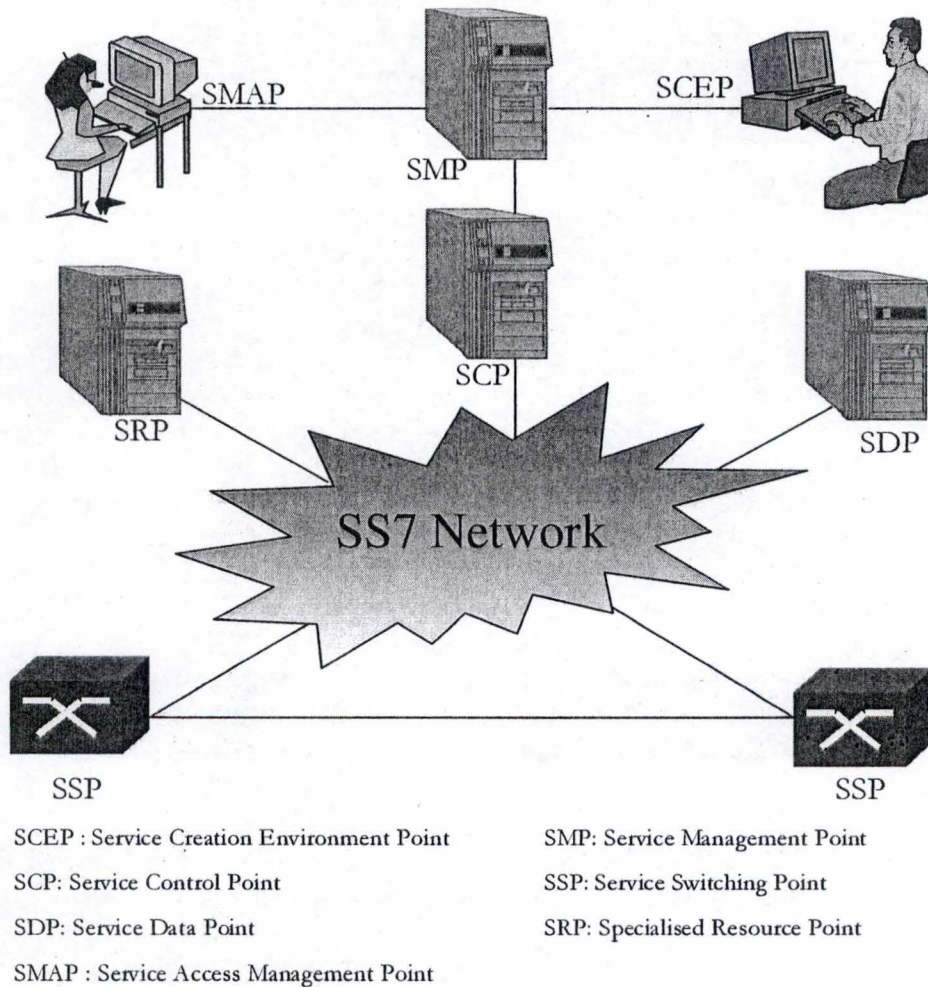 SMAP
SCEP
SMP
SCP
SRP
SDP
SS7 Network
SSP
SSP
SCEP : Service Creation Environment Point
SMP: Service Management Point
SCP: Service Control Point
SSP: Service Switching Point
SDP: Service Data Point
SRP: Specialised Resource Point
SMAP : Service Access Management Point